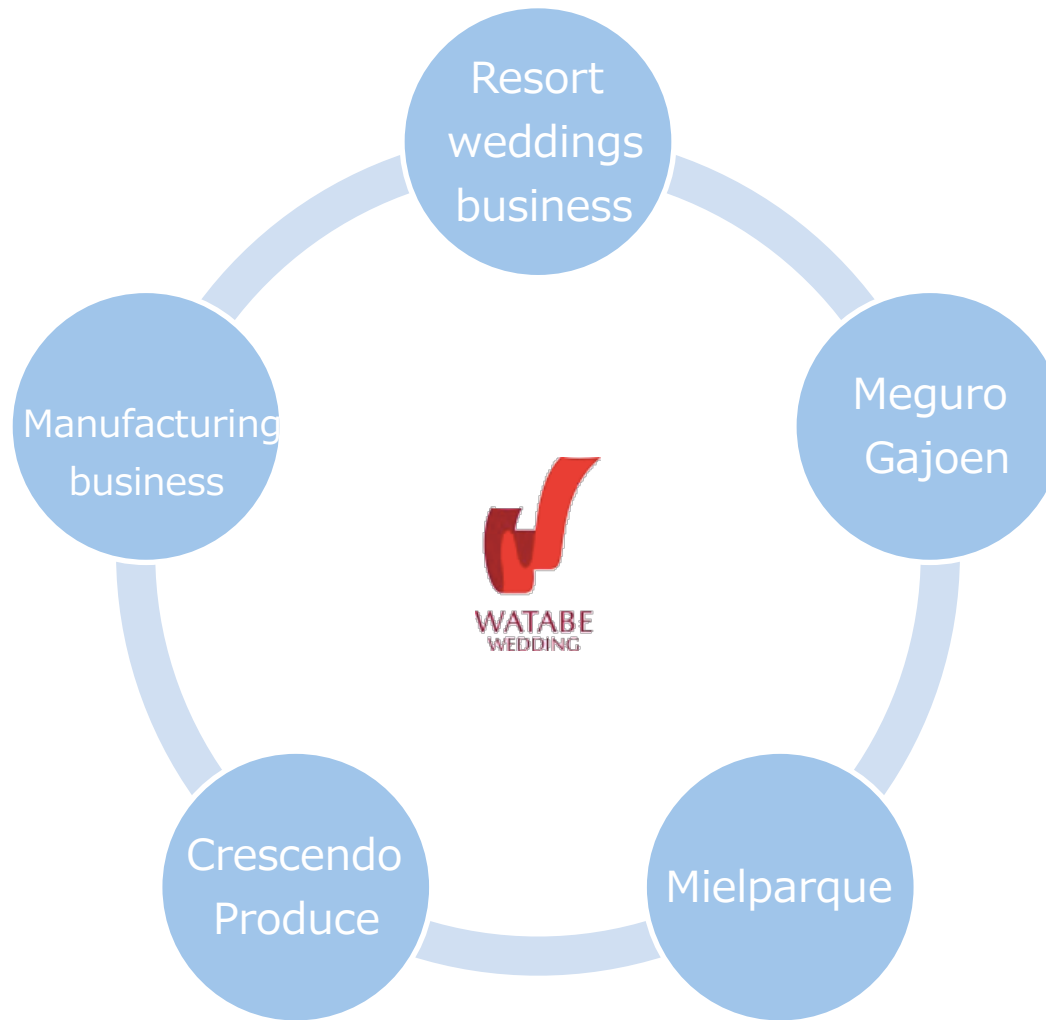 Resort
weddings
business
Meguro
Gajoen
Mielparque
Crescendo
Produce
Manufacturing
business
WATABE
WEDDING